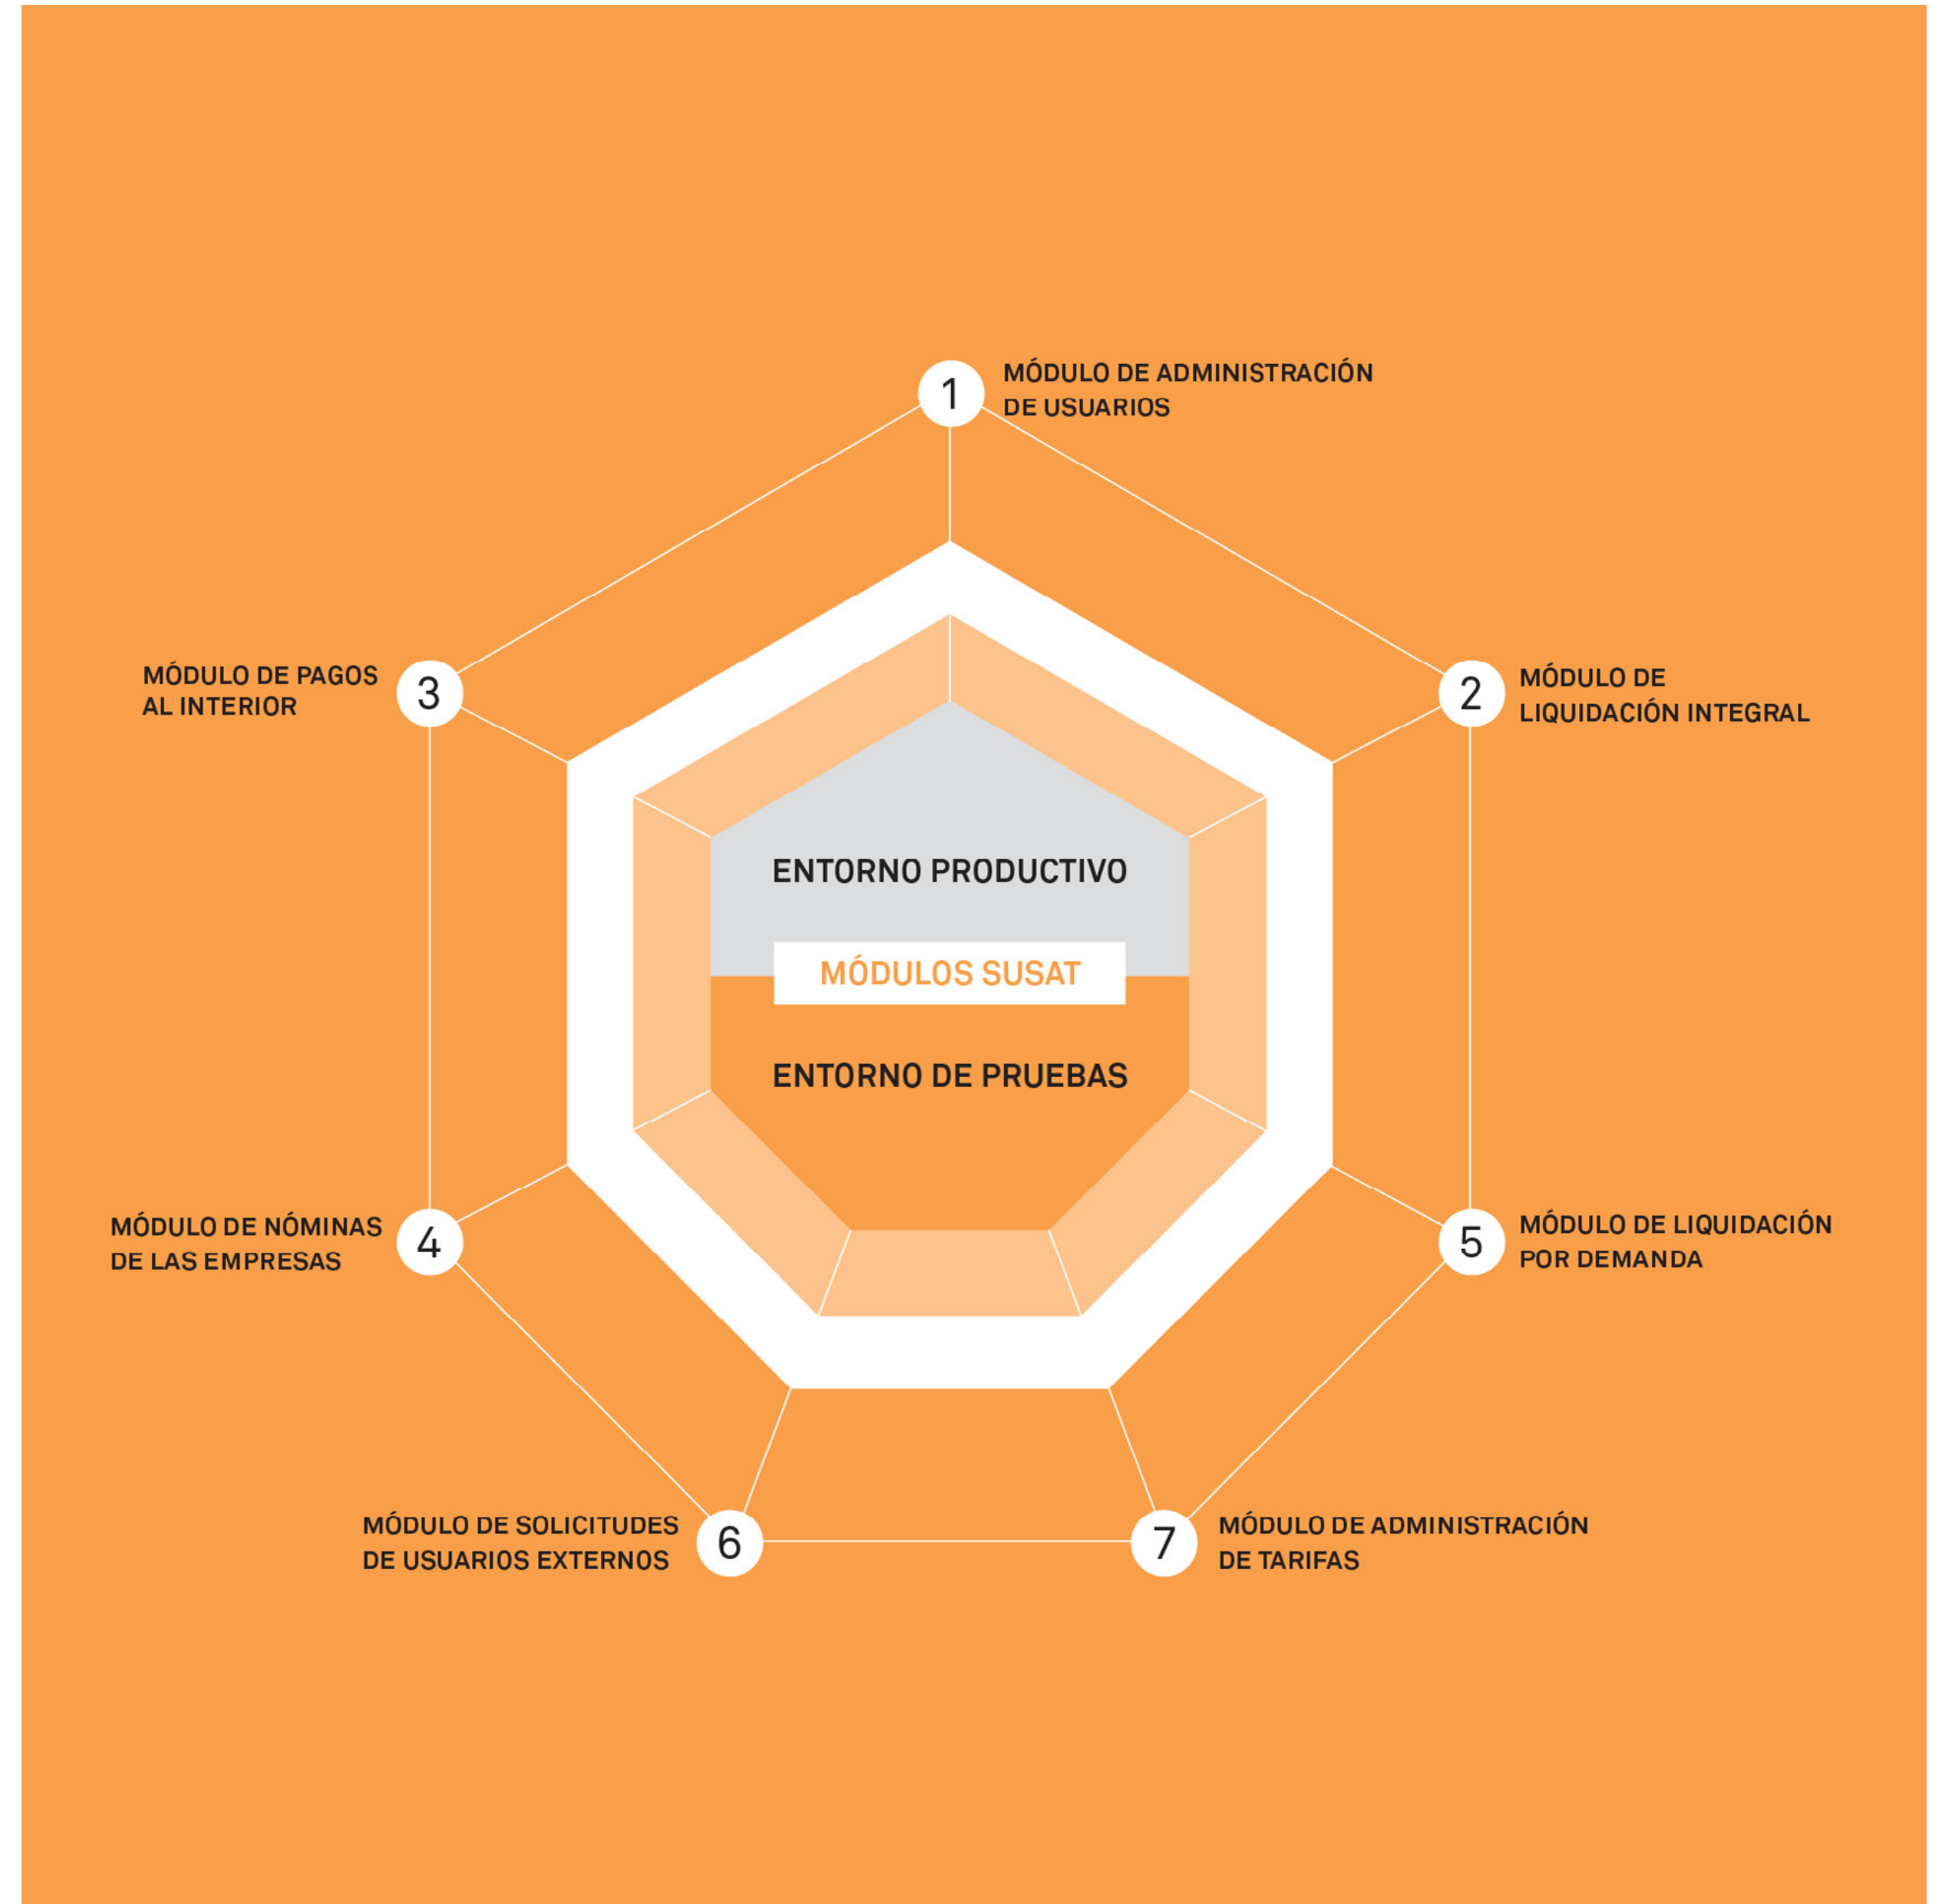 1
MÓDULO DE ADMINISTRACIÓN
DE USUARIOS
2
MÓDULO DE
LIQUIDACIÓN INTEGRAL
3
MÓDULO DE PAGOS
AL INTERIOR
ENTORNO PRODUCTIVO
MÓDULOS SUSAT
ENTORNO DE PRUEBAS
4
MÓDULO DE NÓMINAS
DE LAS EMPRESAS
5
MÓDULO DE LIQUIDACIÓN
POR DEMANDA
6
MÓDULO DE SOLICITUDES
DE USUARIOS EXTERNOS
7
MÓDULO DE ADMINISTRACIÓN
DE TARIFAS